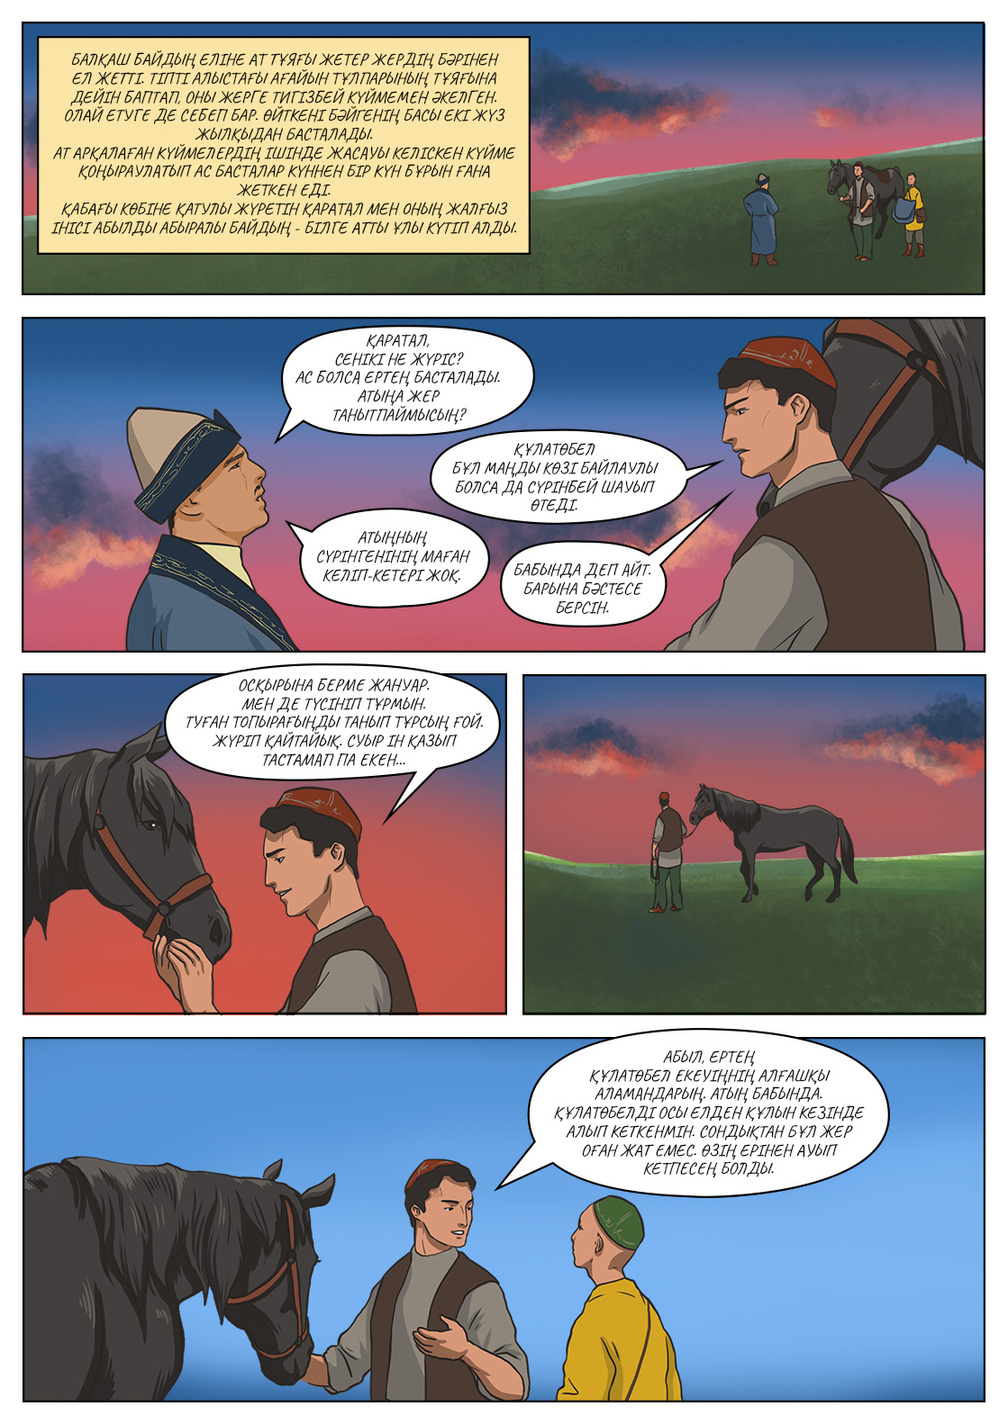 БАЛҚАШ БАЙДЫҢ ЕЛІНЕ АТ ТҰЯҒЫ ЖЕТЕР ЖЕРДІҢ БӘРІНЕН
ЕЛ ЖЕТТІ. ТІПТІ АЛЫСТАҒЫ АҒАЙЫН ТҰЛПАРЫНЫҢ ТҰЯҒЫНА
ДЕЙІН БАПТАП, ОНЫ ЖЕРГЕ ТИГІЗБЕЙ КҮЙМЕМЕН ӘКЕЛГЕН.
ОЛАЙ ЕТУГЕ ДЕ СЕБЕП БАР. ӨЙТКЕНІ БӘЙГЕНІҢ БАСЫ ЕКІ ЖҮЗ
ЖЫЛҚЫДАН БАСТАЛАДЫ.
АТ АРҚАЛАҒАН КҮЙМЕЛЕРДІҢ ІШІНДЕ ЖАСАУЫ КЕЛІСКЕН КҮЙМЕ
ҚОҢЫРАУЛАТЫП АС БАСТАЛАР КҮННЕН БІР КҮН БҰРЫН ҒАНА
ЖЕТКЕН ЕДІ.
ҚАБАҒЫ КӨБІНЕ ҚАТУЛЫ ЖҮРЕТІН ҚАРАТАЛ МЕН ОНЫҢ ЖАЛҒЫЗ
ІНІСІ АБЫЛДЫ АБЫРАЛЫ БАЙДЫҢ - БІЛГЕ АТТЫ ҰЛЫ КҮТІП АЛДЫ.
ҚАРАТАЛ,
СЕНІКІ НЕ ЖҮРІС?
АС БОЛСА ЕРТЕҢ БАСТАЛАДЫ.
АТЫҢА ЖЕР
ТАНЫТПАЙМЫСЫҢ?
ҚҰЛАТӨБЕЛ
БҰЛ МАҢДЫ КӨЗІ БАЙЛАУЛЫ
БОЛСА ДА СҮРІНБЕЙ ШАУЫП
ӨТЕДІ.
АТЫҢНЫҢ
СҮРІНГЕНІНІҢ МАҒАН
КЕЛІП-КЕТЕРІ ЖОҚ.
БАБЫНДА ДЕП АЙТ.
БАРЫНА БӘСТЕСЕ
БЕРСІН.
ОСҚЫРЫНА БЕРМЕ ЖАНУАР.
МЕН ДЕ ТҮСІНІП ТҰРМЫН.
ТУҒАН ТОПЫРАҒЫҢДЫ ТАНЫП ТҰРСЫҢ ҒОЙ.
ЖҮРІП ҚАЙТАЙЫҚ. СУЫР ІН ҚАЗЫП
ТАСТАМАП ПА ЕКЕН...
АБЫЛ, ЕРТЕҢ
ҚҰЛАТӨБЕЛ ЕКЕУІҢНІҢ АЛҒАШҚЫ
АЛАМАНДАРЫҢ. АТЫҢ БАБЫНДА.
ҚҰЛАТӨБЕЛДІ ОСЫ ЕЛДЕН ҚҰЛЫН КЕЗІНДЕ
АЛЫП КЕТКЕНМІН. СОНДЫҚТАН БҰЛ ЖЕР
ОҒАН ЖАТ ЕМЕС. ӨЗІҢ ЕРІНЕН АУЫП
КЕТПЕСЕҢ БОЛДЫ.